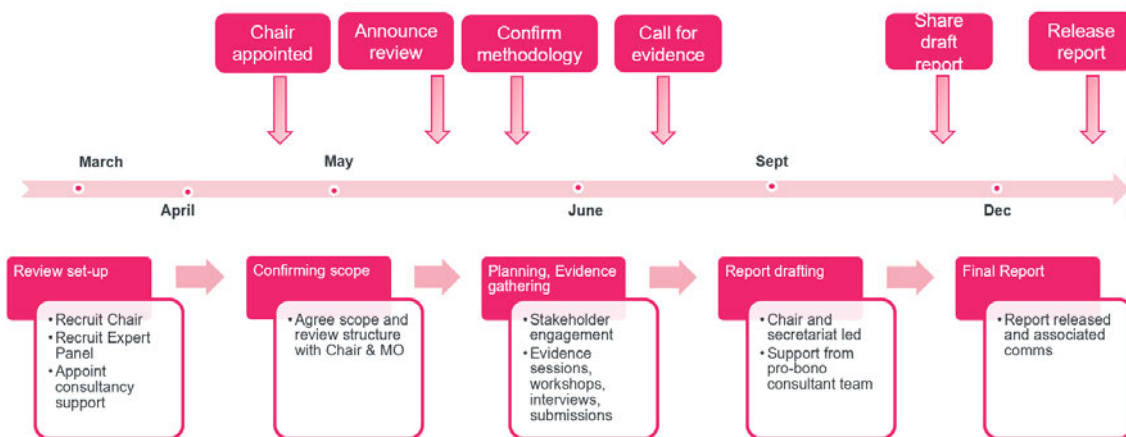 Chair
appointed
Announce
review
Confirm
methodology
Call for
evidence
Share
draft
report
Release
report
March
May
Sept
April
June
Dec
Review set-up
• Recruit Chair
• Recruit Expert
Panel
• Appoint
consultancy
support
Confirming scope
• Agree scope and
review structure
with Chair & MO
Planning, Evidence
gathering
• Stakeholder
engagement
• Evidence
sessions,
workshops,
interviews,
submissions
Report drafting
• Chair and
secretariat led
• Support from
pro-bono
consultant team
Final Report
• Report released
and associated
comms